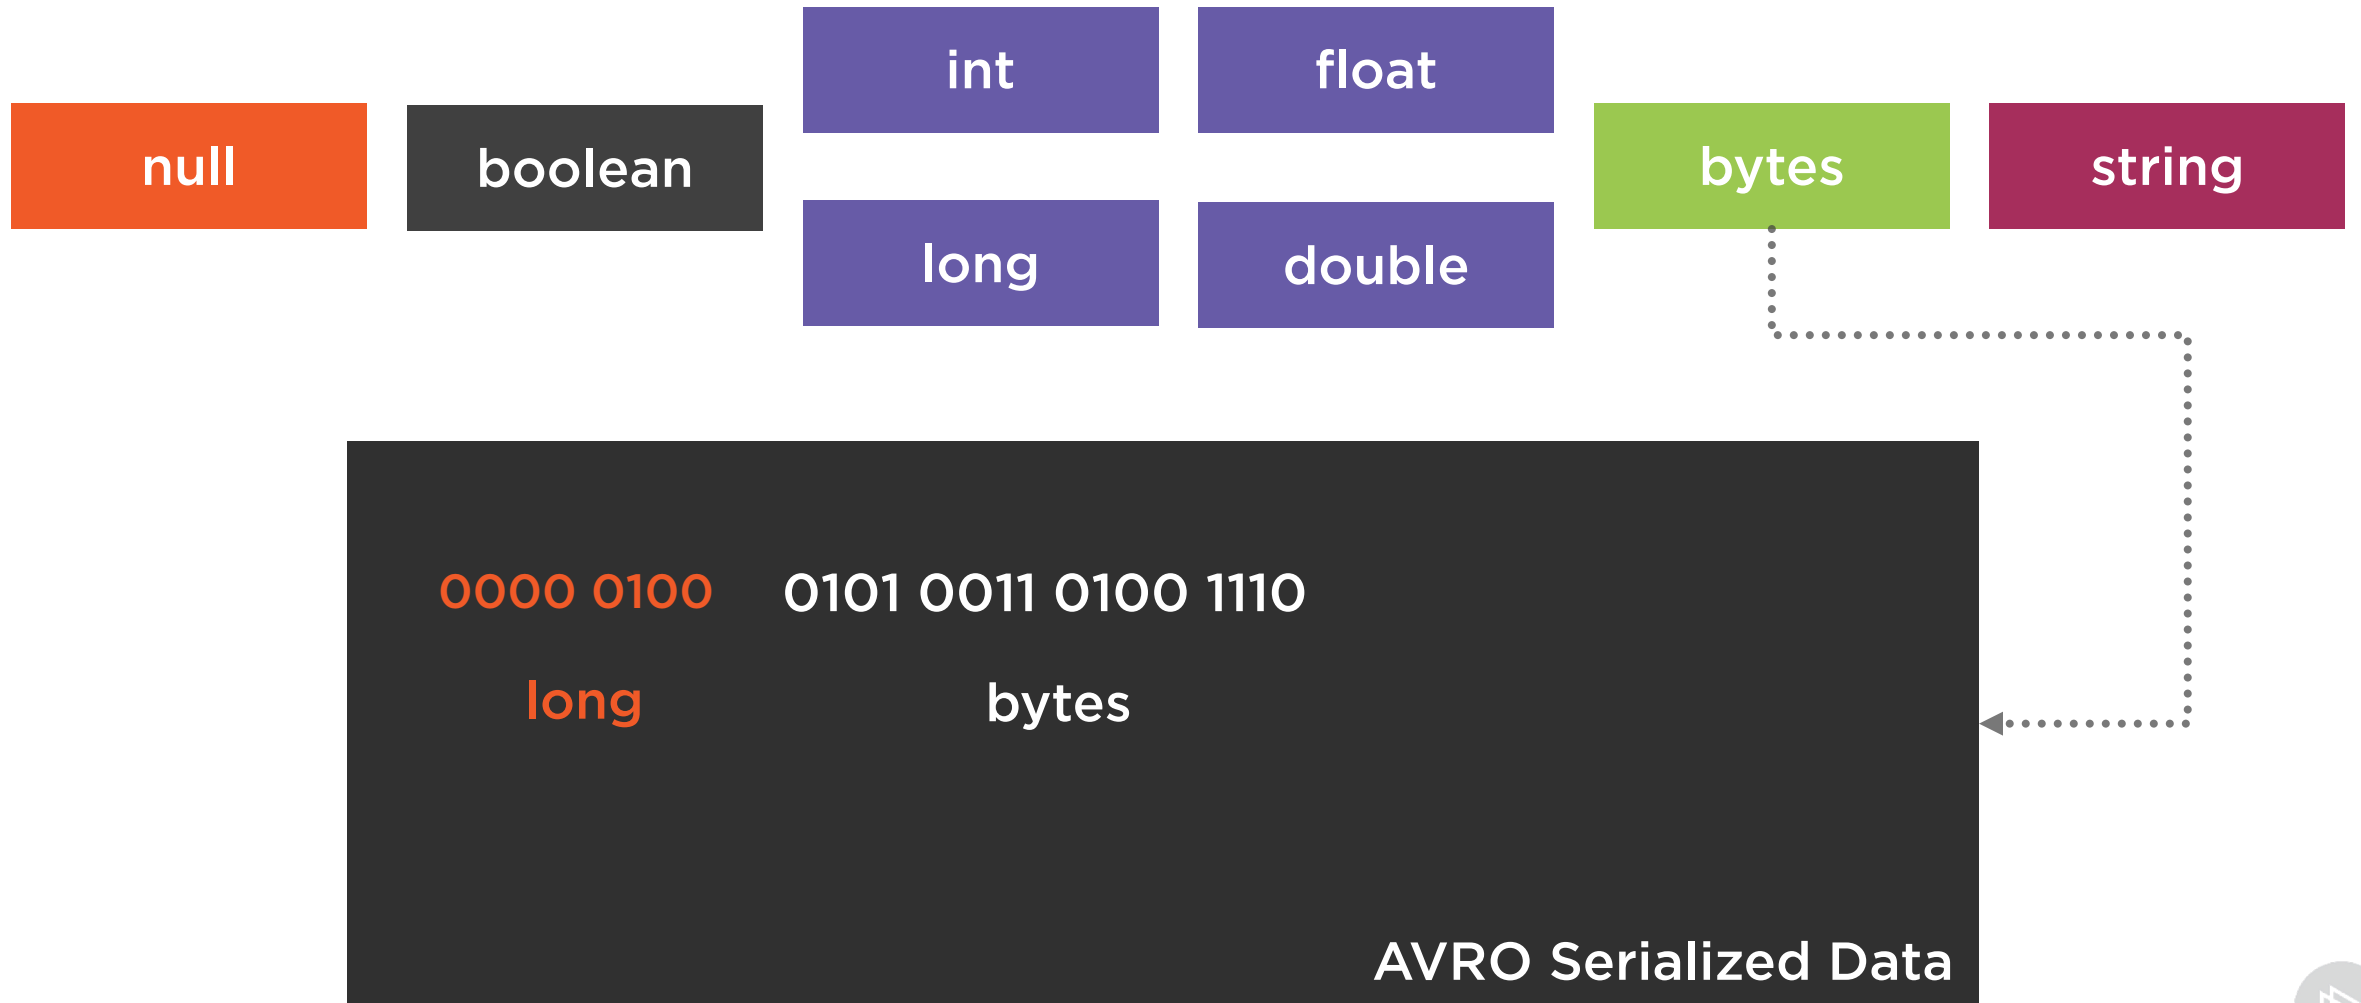 null
boolean
int
float
long
double
bytes
string
0000 0100
0101 0011 0100 1110
long
bytes
AVRO Serialized Data